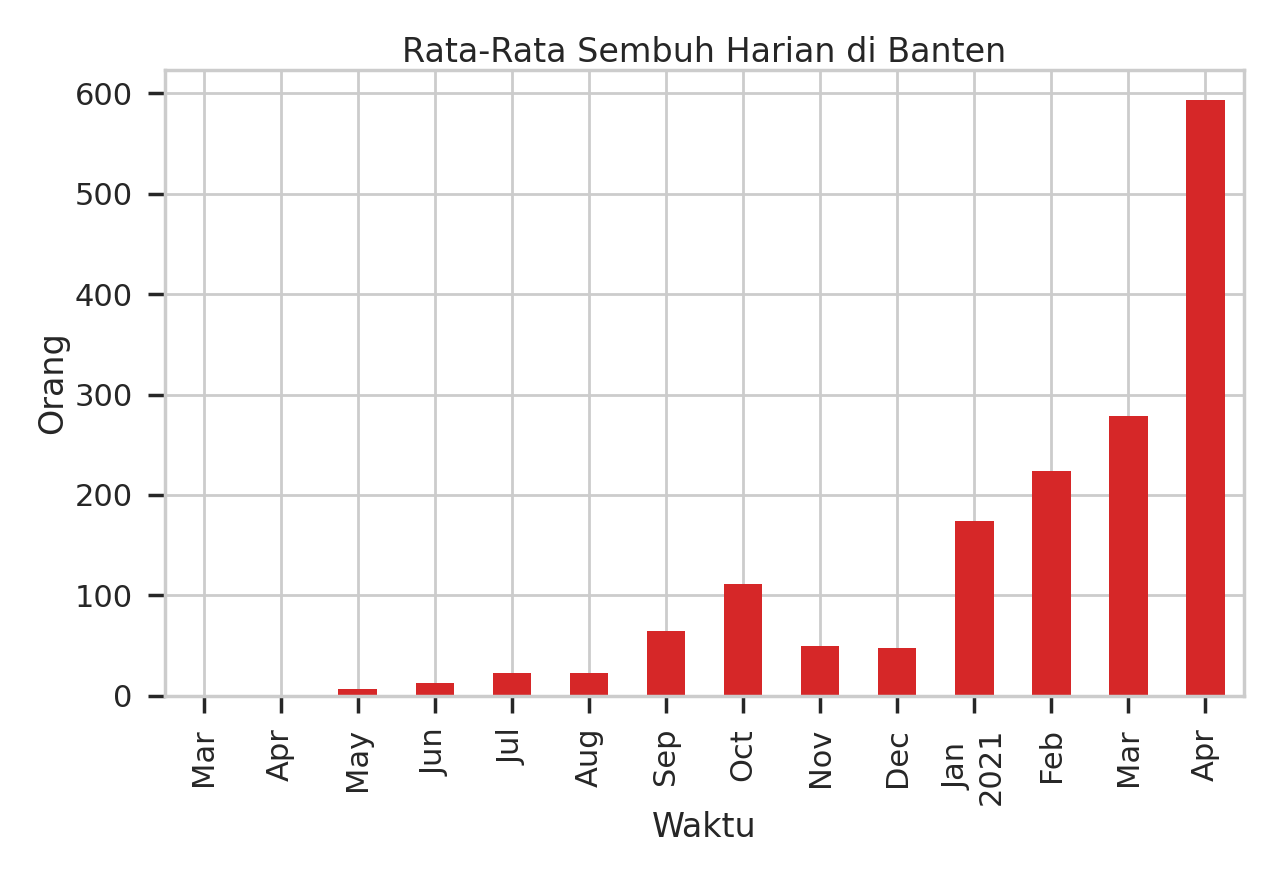 Rata-Rata Sembuh Harian di Banten
600
500
400
300
200
100
0
Orang
Mar
Apr
May
Jun
Jul
Aug
Sep
Oct
Nov
Dec
Jan
2021
Feb
Mar
Apr
Waktu